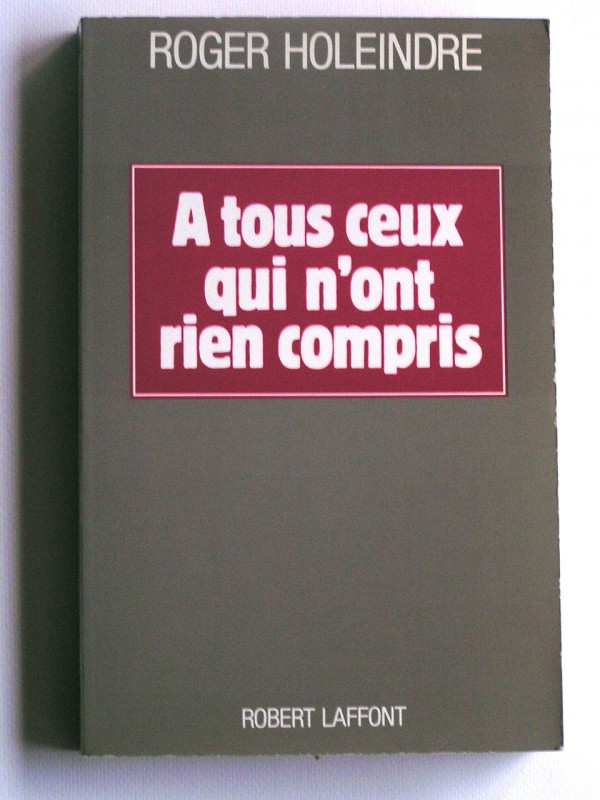 ROGER HOLEINDRE
A tous ceux
qui n'ont
rien compris
ROBERT LAFFONT